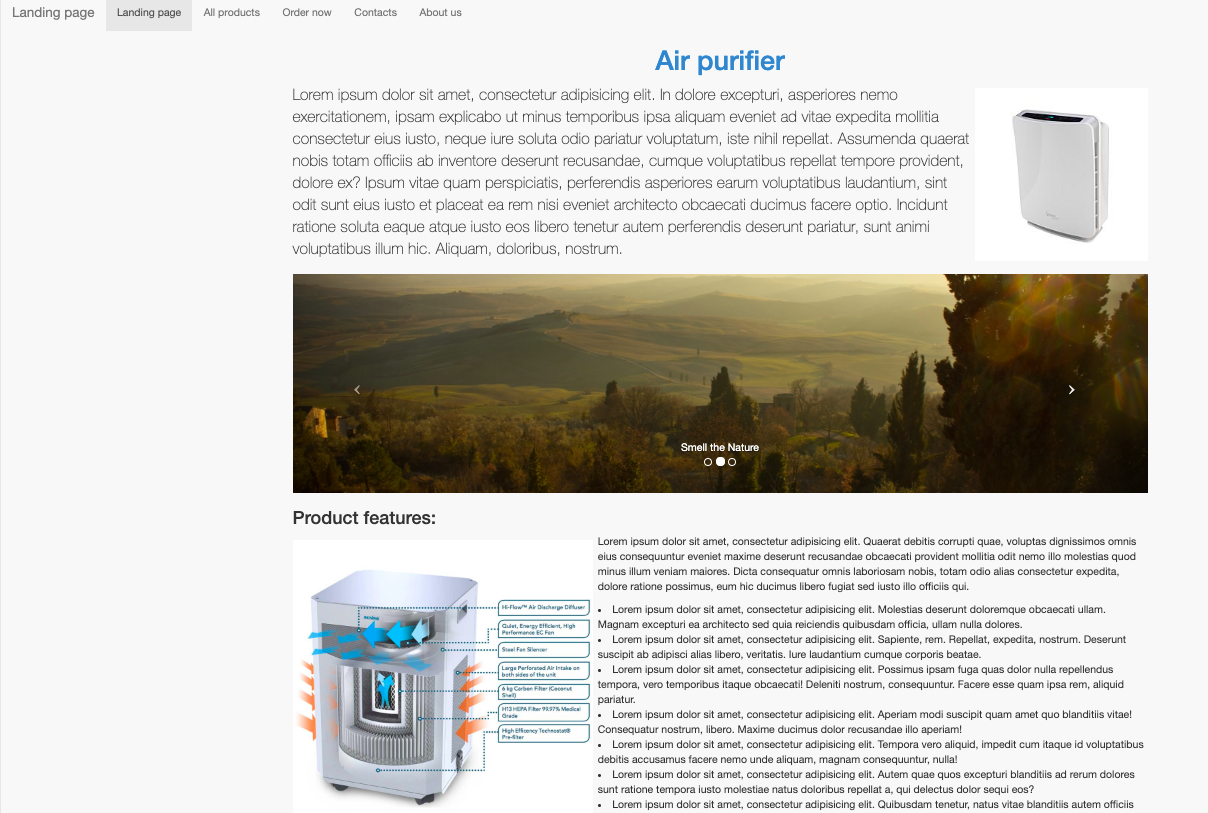 Landing page
Landing page
All products
Order now
Contacts
About us
Air purifier
Lorem ipsum dolor sit amet, consectetur adipisicing elit. In dolore excepturi, asperiores nemo
exercitationem, ipsam explicabo ut minus temporibus ipsa aliquam eveniet ad vitae expedita mollitia
consectetur eius iusto, neque iure soluta odio pariatur voluptatum, iste nihil repellat. Assumenda quaerat
nobis totam officiis ab inventore deserunt recusandae, cumque voluptatibus repellat tempore provident,
dolore ex? Ipsum vitae quam perspiciatis, perferendis asperiores earum voluptatibus laudantium, sint
odit sunt eius iusto et placeat ea rem nisi eveniet architecto obcaecati ducimus facere optio. Incidunt
ratione soluta eaque atque iusto eos libero tenetur autem perferendis deserunt pariatur, sunt animi
voluptatibus illum hic. Aliquam, doloribus, nostrum.
Smell the Nature
Product features:
Hi-Flow™ Air Discharge Diffuser
Quiet, Energy Efficient, High
Performance EC Fan
Steel Fan Silencer
Large Perforated Air Intake on
both sides of the unit
6 kg Carbon Filter (Coconut
Shell)
H13 HEPA Filter 99.97% Medical
Grade
High Efficency Technostat®
Pre-filter
Lorem ipsum dolor sit amet, consectetur adipisicing elit. Quaerat debitis corrupti quae, voluptas dignissimos omnis
eius consequuntur eveniet maxime deserunt recusandae obcaecati provident mollitia odit nemo illo molestias quod
minus illum veniam maiores. Dicta consequatur omnis laboriosam nobis, totam odio alias consectetur expedita,
dolore ratione possimus, eum hic ducimus libero fugiat sed iusto illo officiis qui.
• Lorem ipsum dolor sit amet, consectetur adipisicing elit. Molestias deserunt doloremque obcaecati ullam.
Magnam excepturi ea architecto sed quia reiciendis quibusdam officia, ullam nulla dolores.
• Lorem ipsum dolor sit amet, consectetur adipisicing elit. Sapiente, rem. Repellat, expedita, nostrum. Deserunt
suscipit ab adipisci alias libero, veritatis. Iure laudantium cumque corporis beatae.
• Lorem ipsum dolor sit amet, consectetur adipisicing elit. Possimus ipsam fuga quas dolor nulla repellendus
tempora, vero temporibus itaque obcaecati! Deleniti nostrum, consequuntur. Facere esse quam ipsa rem, aliquid
pariatur.
• Lorem ipsum dolor sit amet, consectetur adipisicing elit. Aperiam modi suscipit quam amet quo blanditiis vitae!
Consequatur nostrum, libero. Maxime ducimus dolor recusandae illo aperiam!
• Lorem ipsum dolor sit amet, consectetur adipisicing elit. Tempora vero aliquid, impedit cum itaque id voluptatibus
debitis accusamus facere nemo unde aliquam, magnam consequuntur, nulla!
• Lorem ipsum dolor sit amet, consectetur adipisicing elit. Autem quae quos excepturi blanditiis ad rerum dolores
sunt ratione tempora iusto molestiae natus doloribus repellat a, qui delectus dolor sequi eos?
• Lorem ipsum dolor sit amet, consectetur adipisicing elit. Quibusdam tenetur, natus vitae blanditiis autem officiis